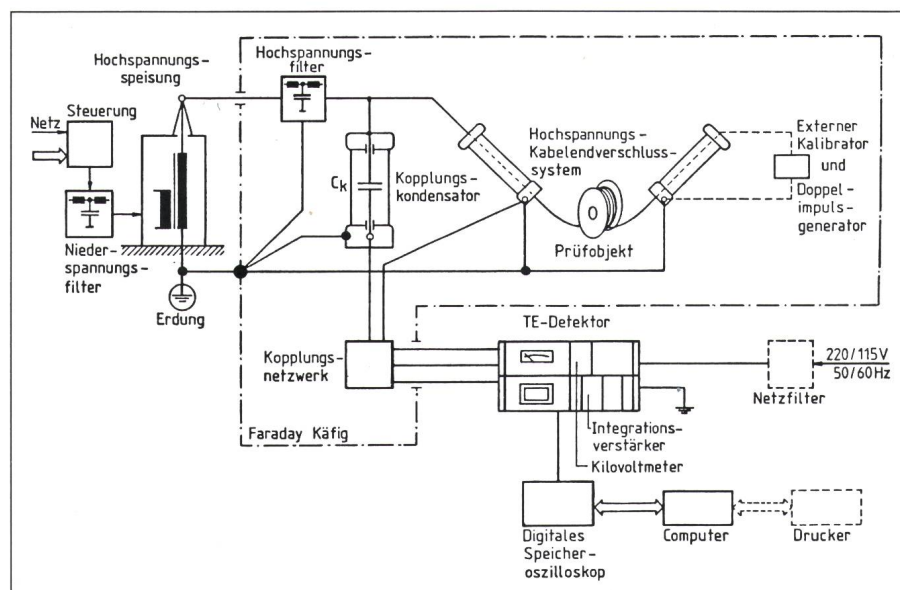 Hochspannungs-
speisung
Hochspannungs-
filter
Steuerung
Netz
Nieder-
spannungs-
filter
Erdung
Ck
Kopplungs-
kondensator
Hochspannungs-
Kabelendverschluss-
system
Prüfobjekt
Externer
Kalibrator
und
Doppel-
impuls-
generator
Kopplungs-
netzwerk
Faraday Käfig
TE-Detektor
220/115V
50/60Hz
Netzfilter
Integrations-
verstärker
Kilovoltmeter
Digitales
Speicher-
oszilloskop
Computer
Drucker